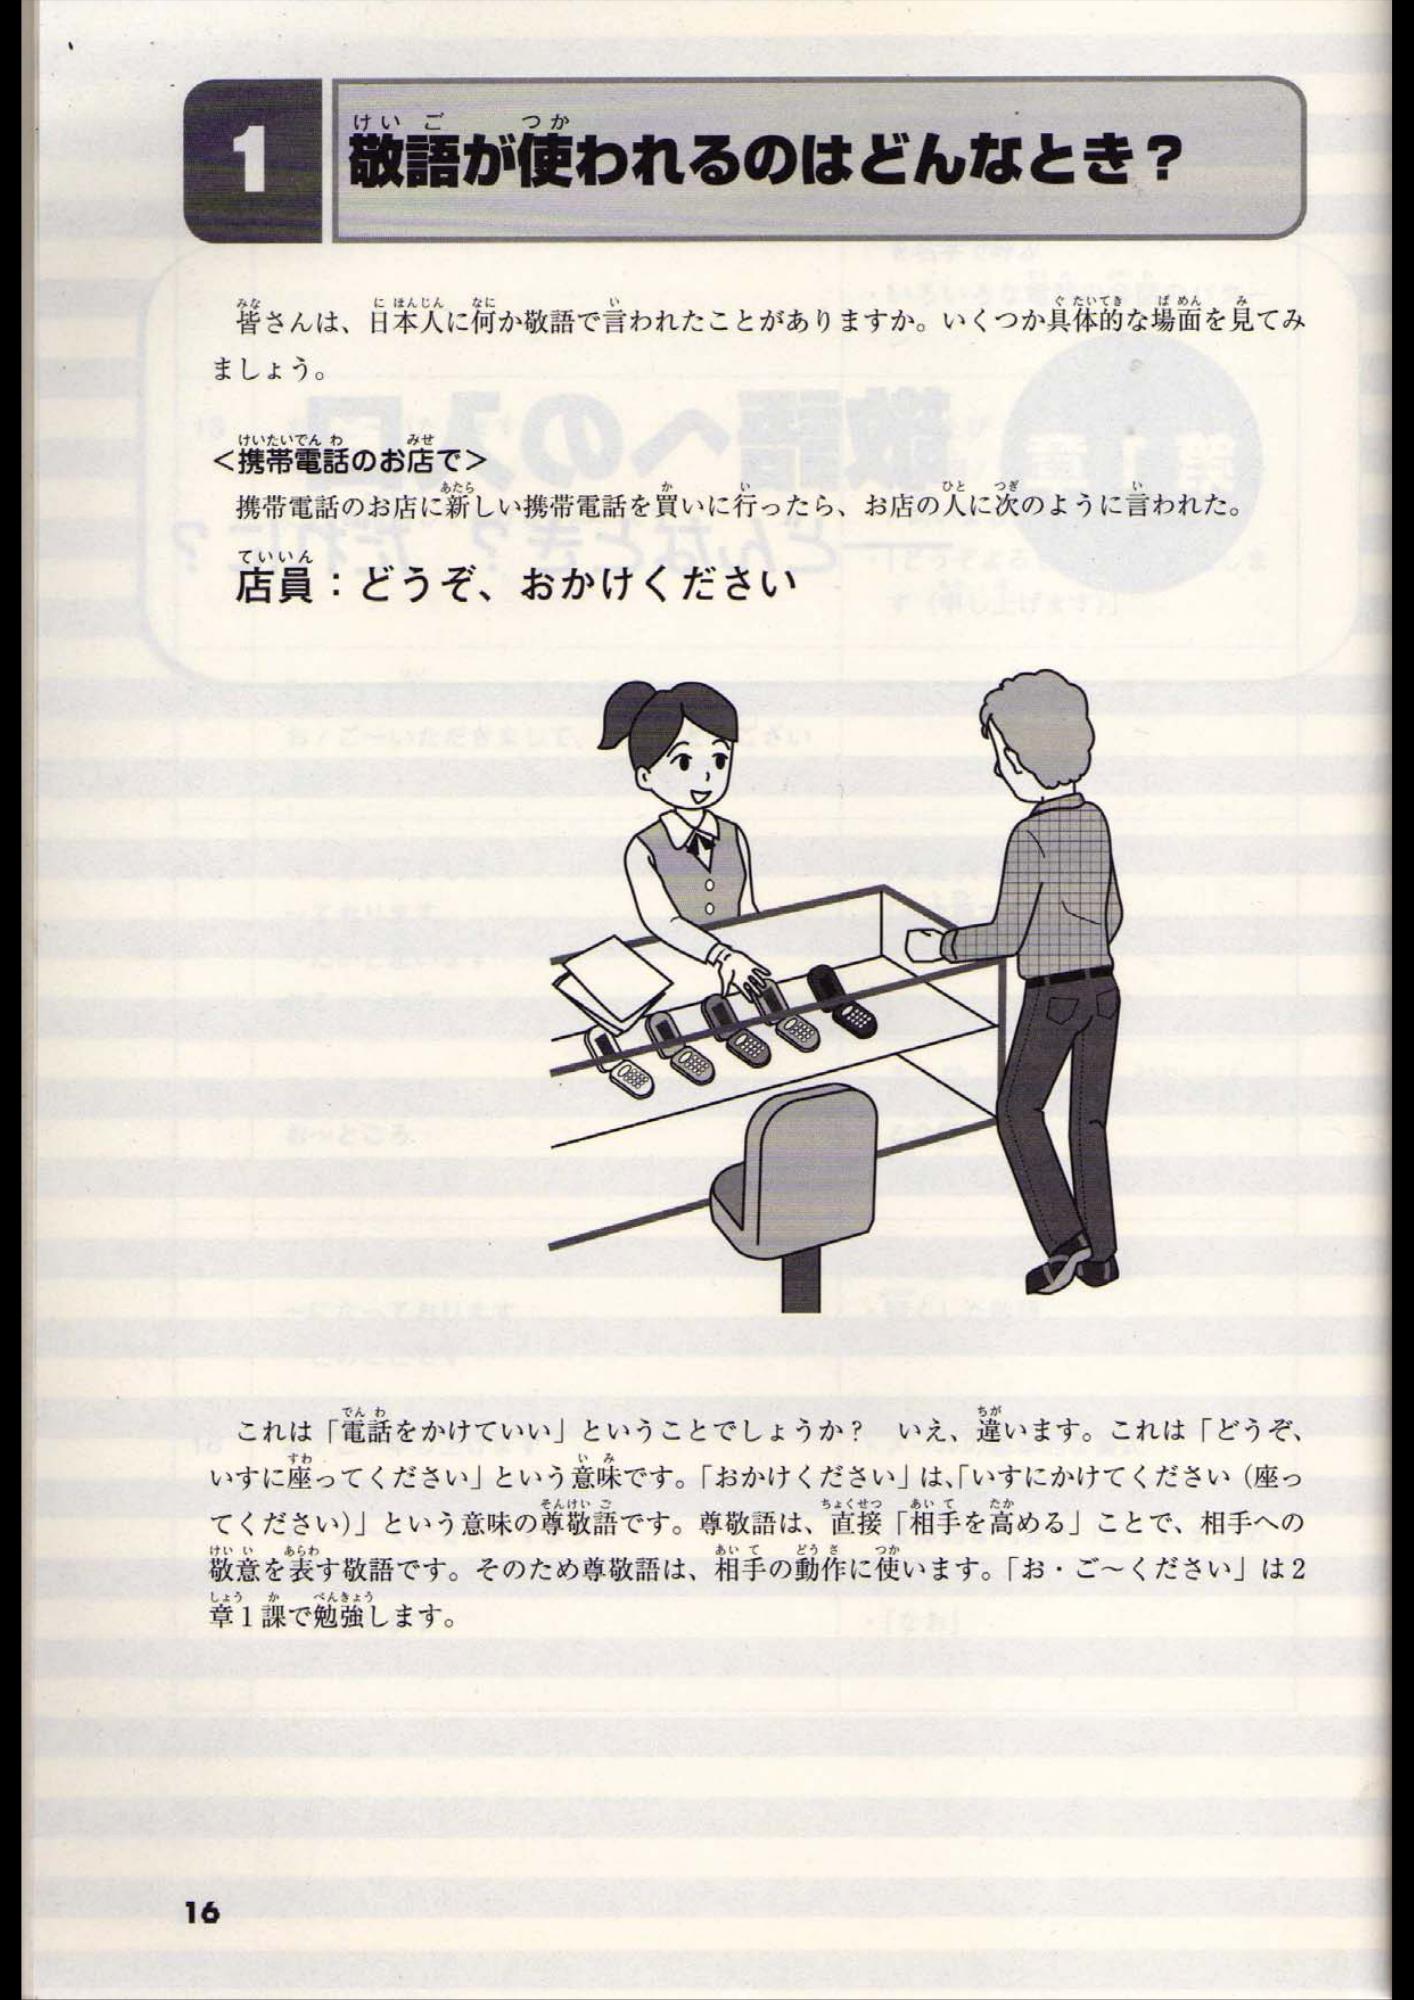 1
敬語が使われるのはどんなとき？
皆さんは、日本人に何か敬語で言われたことがありますか。いくつか具体的な場面を見てみ
ましょう。
＜携帯電話のお店で＞
携帯電話のお店に新しい携帯電話を買いに行ったら、お店の人に次のように言われた。
店員：どうぞ、おかけください
これは「電話をかけていい」ということでしょうか？　いえ、違います。これは「どうぞ、
いすに座ってください」という意味です。「おかけください」は、「いすにかけてください（座っ
てください）」という意味の尊敬語です。尊敬語は、直接「相手を高める」ことで、相手への
敬意を表す敬語です。そのため尊敬語は、相手の動作に使います。「お・ご～ください」は2
章1課で勉強します。
16